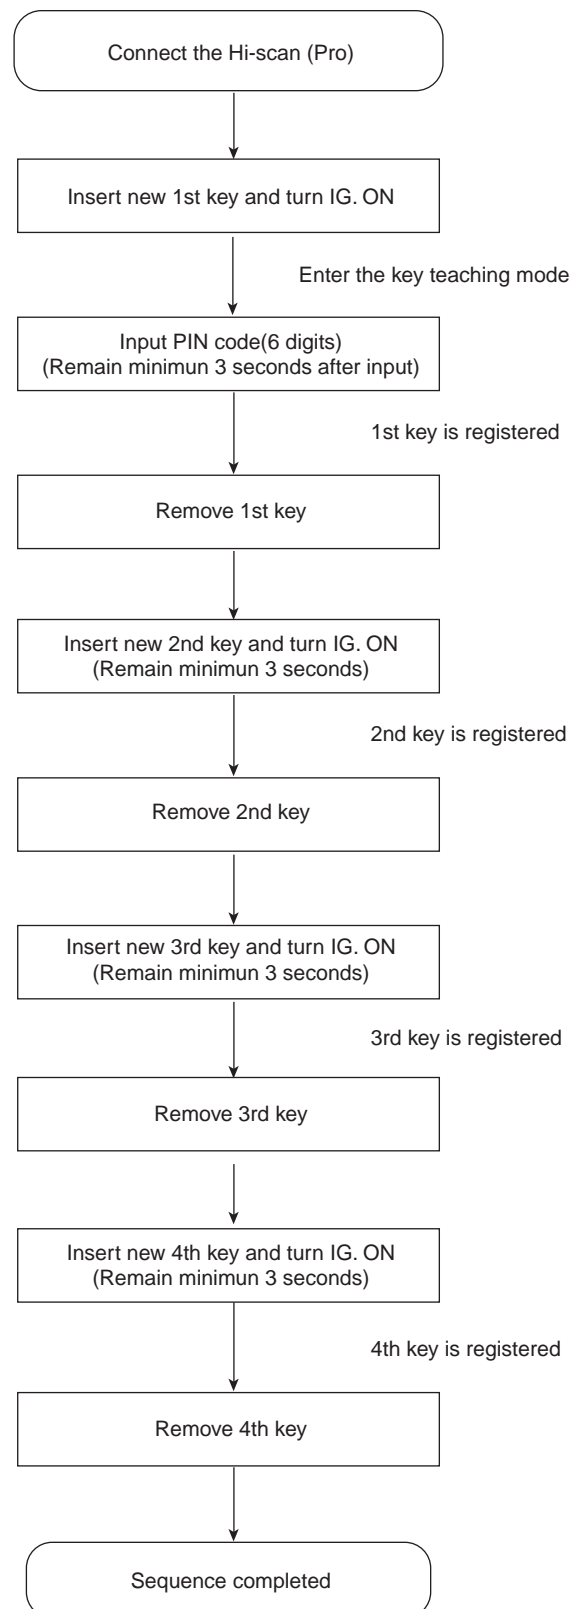 Connect the Hi-scan (Pro)
Insert new 1st key and turn IG. ON
Enter the key teaching mode
Input PIN code(6 digits)
(Remain minimun 3 seconds after input)
1st key is registered
Remove 1st key
Insert new 2nd key and turn IG. ON
(Remain minimun 3 seconds)
2nd key is registered
Remove 2nd key
Insert new 3rd key and turn IG. ON
(Remain minimun 3 seconds)
3rd key is registered
Remove 3rd key
Insert new 4th key and turn IG. ON
(Remain minimun 3 seconds)
4th key is registered
Remove 4th key
Sequence completed